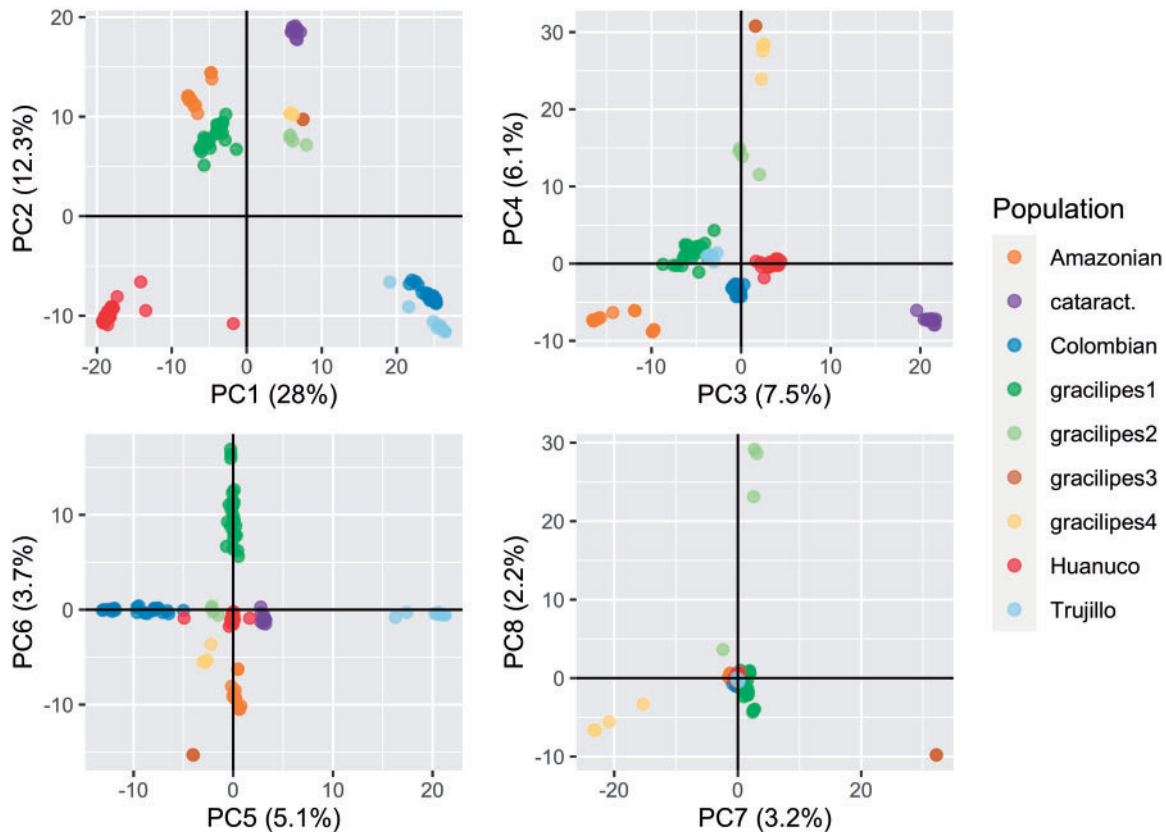 20
10
0
-10
-20
-10
0
10
20
PC2 (12.3%)
PC1 (28%)
30
20
10
0
-10
-10
0
10
20
PC4 (6.1%)
PC3 (7.5%)
10
0
-10
-10
0
10
20
PC6 (3.7%)
PC5 (5.1%)
30
20
10
0
-10
-20
0
20
PC8 (2.2%)
PC7 (3.2%)
Population
Amazonian
cataract.
Colombian
gracilipes1
gracilipes2
gracilipes3
gracilipes4
Huanuco
Trujillo